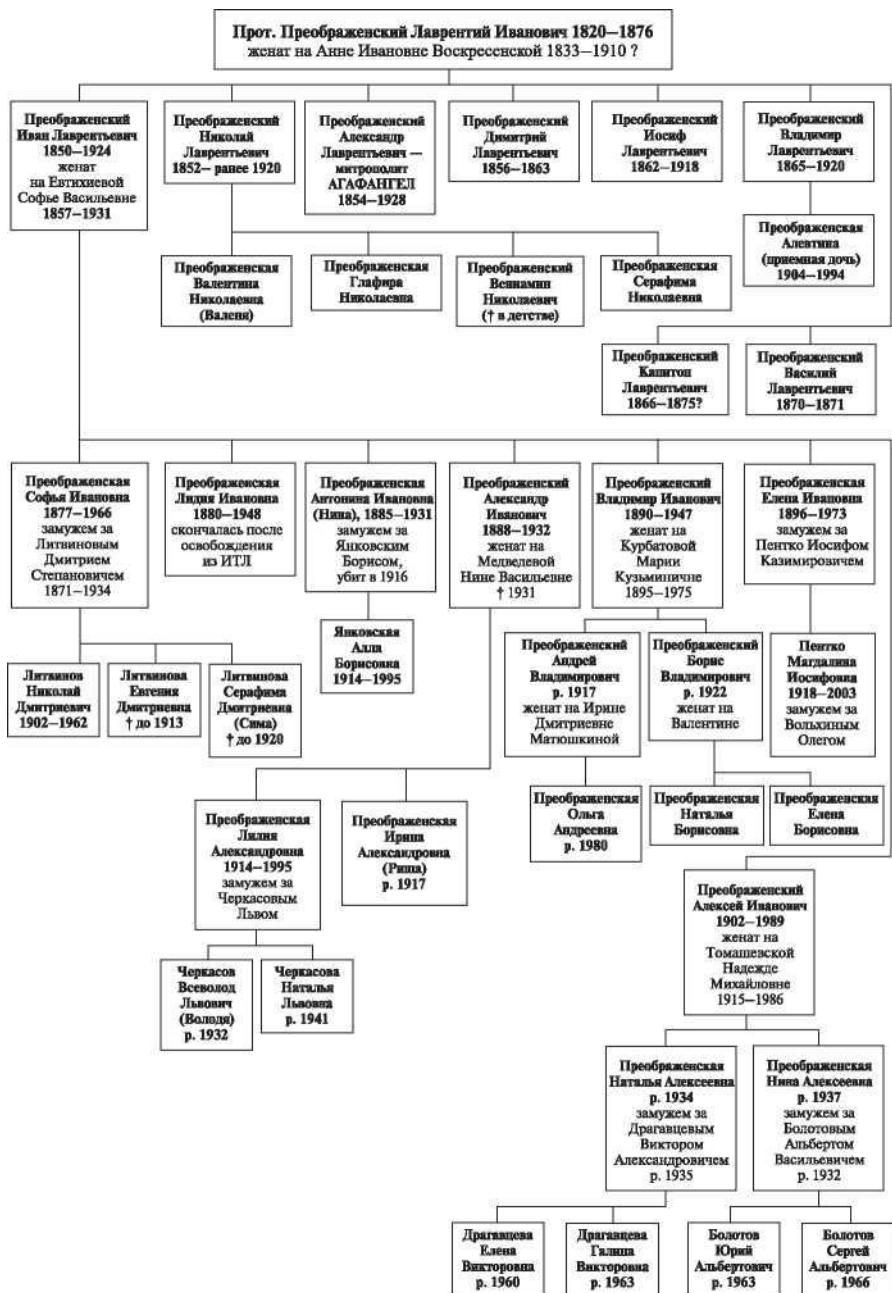 Прот. Преображенский Лаврентий Иванович 1820—1876
женат на Анне Ивановне Воскресенской 1833—1910 ?
Преображенский
Иван Лаврентьевич
1850—1924
женат
на Евтихиевой
Софье Васильевне
1857—1931
Преображенский
Николай
Лаврентьевич
1852— ранее 1920
Преображенский
Александр
Лаврентьевич —
митрополит
АГАФАНГЕЛ
1854—1928
Преображенский
Димитрий
Лаврентьевич
1856—1863
Преображенский
Иосиф
Лаврентьевич
1862—1918
Преображенский
Владимир
Лаврентьевич
1865—1920
Преображенская
Алевтина
(приемная дочь)
1904—1994
Преображенская
Валентина
Николаевна
(Валеня)
Преображенская
Глафира
Николаевна
Преображенский
Вениамин
Николаевич
(† в детстве)
Преображенская
Серафима
Николаевна
Преображенский
Капитон
Лаврентьевич
1866—1875?
Преображенский
Василий
Лаврентьевич
1870—1871
Преображенская
Софья Ивановна
1877—1966
замужем за
Литвиновым
Дмитрием
Степановичем
1871—1934
Преображенская
Лидия Ивановна
1880—1948
скончалась после
освобождения
из ИТЛ
Преображенская
Антонина Ивановна
(Нина), 1885—1931
замужем за
Янковским
Борисом,
убит в 1916
Преображенский
Александр
Иванович
1888—1932
женат на
Медведевой
Нине Васильевне
† 1931
Преображенский
Владимир Иванович
1890—1947
женат на
Курбатовой
Марии
Кузьминичне
1895—1975
Преображенская
Елена Ивановна
1896—1973
замужем за
Пентко Иосифом
Казимировичем
Литвинов
Николай
Дмитриевич
1902—1962
Литвинова
Евгения
Дмитриевна
† до 1913
Литвинова
Серафима
Дмитриевна
(Сима)
† до 1920
Янковская
Алла
Борисовна
1914—1995
Преображенский
Андрей
Владимирович
р. 1917
женат на Ирине
Дмитриевне
Матюшкиной
Преображенский
Борис
Владимирович
р. 1922
женат на
Валентине
Пентко
Магдалина
Иосифовна
1918—2003
замужем за
Вольхиным
Олегом
Преображенская
Лилия
Александровна
1914—1995
замужем за
Черкасовым
Львом
Преображенская
Ирина
Александровна
(Риша)
р. 1917
Преображенская
Ольга
Андреевна
р. 1980
Преображенская
Наталья
Борисовна
Преображенская
Елена
Борисовна
Черкасов
Всеволод
Львович
(Володя)
р. 1932
Черкасова
Наталья
Львовна
р. 1941
Преображенский
Алексей Иванович
1902—1989
женат на
Томашевской
Надежде
Михайловне
1915—1986
Преображенская
Наталья Алексеевна
р. 1934
замужем за
Драгавцевым
Виктором
Александровичем
р. 1935
Преображенская
Нина Алексеевна
р. 1937
замужем за
Болотовым
Альбертом
Васильевичем
р. 1932
Драгавцева
Елена
Викторовна
р. 1960
Драгавцева
Галина
Викторовна
р. 1963
Болотов
Юрий
Альбертович
р. 1963
Болотов
Сергей
Альбертович
р. 1966